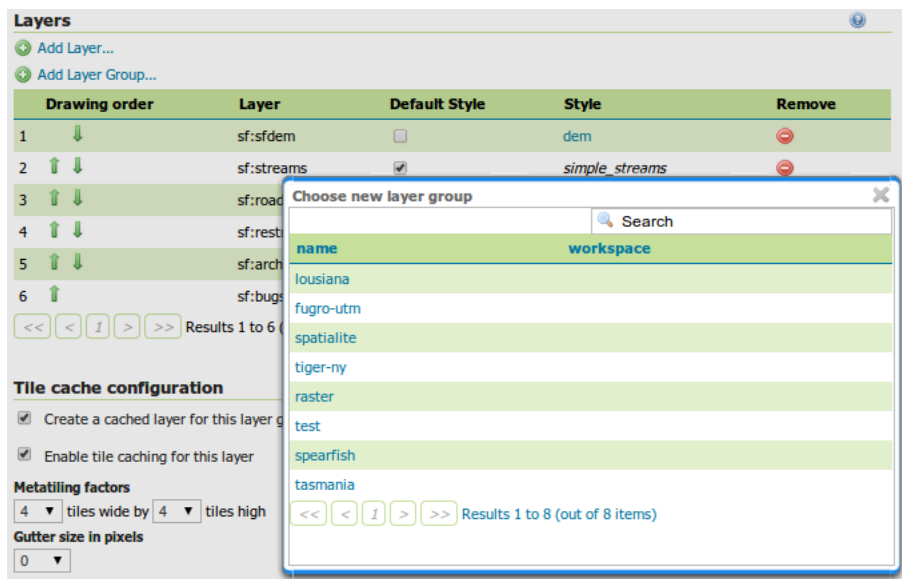 Layers
Add Layer...
Add Layer Group...
Drawing order Layer Default Style Style Remove
1 sf:sfdem dem
2 sf:streams simple_streams
3 sf:road
4 sf:rest
5 sf:arch
6 sf:bugs
<< < 1 > >> Results 1 to 6 (
Choose new layer group
Search
name workspace
lousiana
fugro-utm
spatialite
tiger-ny
raster
test
spearfish
tasmania
<< < 1 > >> Results 1 to 8 (out of 8 items)
Tile cache configuration
Create a cached layer for this layer g
Enable tile caching for this layer
Metatiling factors
4 tiles wide by 4 tiles high
Gutter size in pixels
0